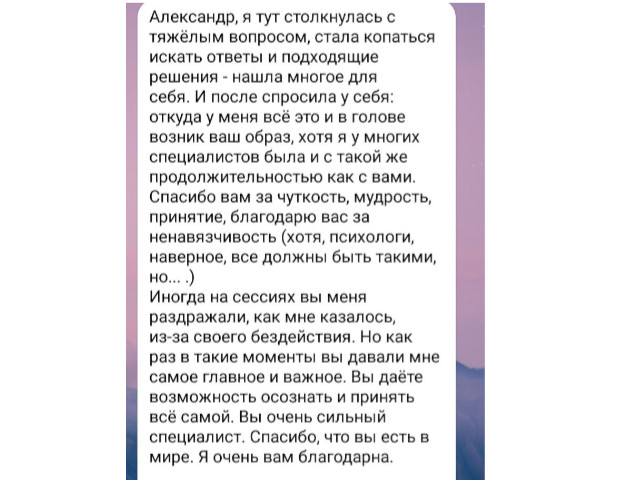 Александр, я тут столкнулась с
тяжёлым вопросом, стала копаться
искать ответы и подходящие
решения - нашла многое для
себя. И после спросила у себя:
откуда у меня всё это и в голове
возник ваш образ, хотя я у многих
специалистов была и с такой же
продолжительностью как с вами.
Спасибо вам за чуткость, мудрость,
принятие, благодарю вас за
ненавязчивость (хотя, психологи,
наверное, все должны быть такими,
но... .)
Иногда на сессиях вы меня
раздражали, как мне казалось,
из-за своего бездействия. Но как
раз в такие моменты вы давали мне
самое главное и важное. Вы даёте
возможность осознать и принять
всё самой. Вы очень сильный
специалист. Спасибо, что вы есть в
мире. Я очень вам благодарна.